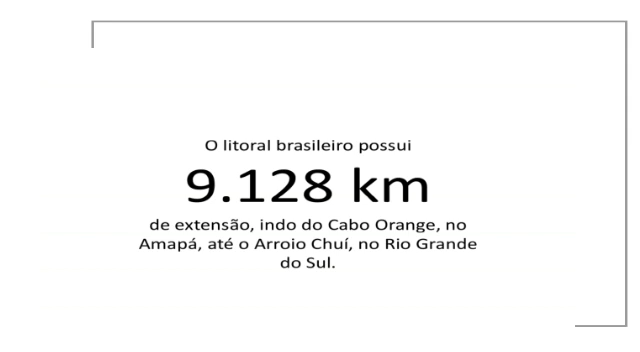 O litoral brasileiro possui
9.128 km
de extensão, indo do Cabo Orange, no
Amapá, até o Arroio Chuí, no Rio Grande
do Sul.